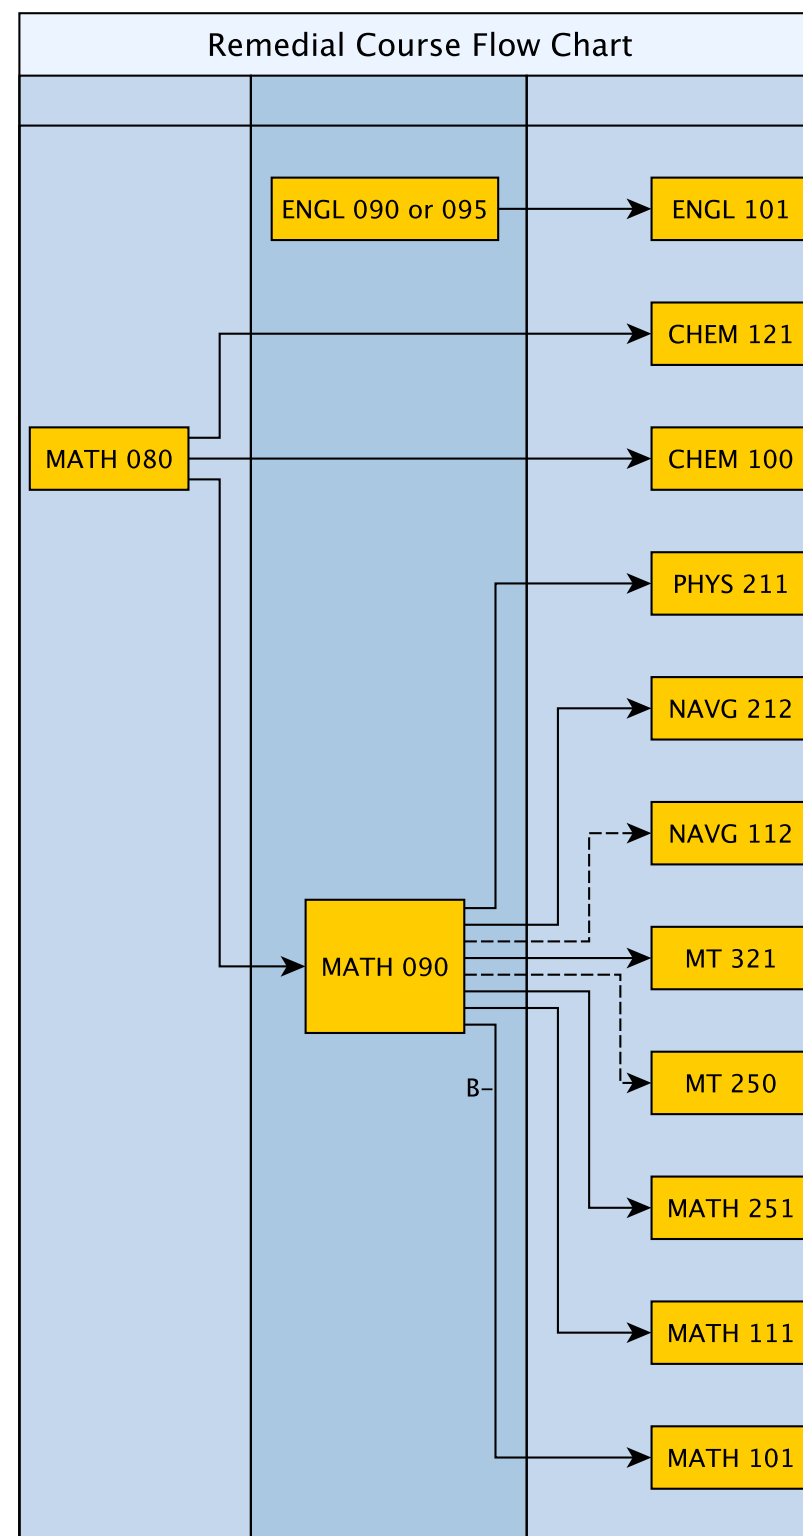 Remedial Course Flow Chart
ENGL 090 or 095
ENGL 101
CHEM 121
MATH 080
CHEM 100
PHYS 211
NAVG 212
NAVG 112
MATH 090
MT 321
MT 250
B-
MATH 251
MATH 111
MATH 101